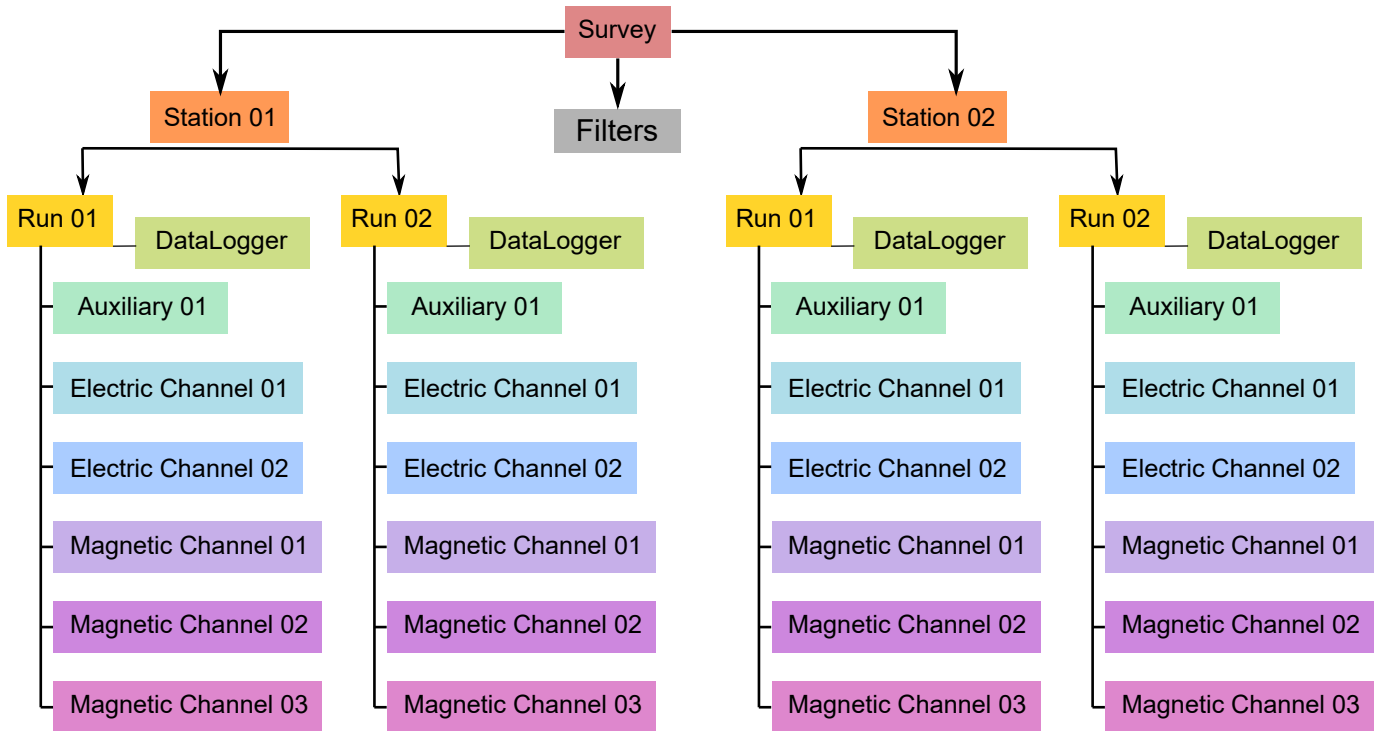 Survey
Station 01
Filters
Station 02
Run 01
DataLogger
Run 02
DataLogger
Run 01
DataLogger
Run 02
DataLogger
Auxiliary 01
Auxiliary 01
Auxiliary 01
Auxiliary 01
Electric Channel 01
Electric Channel 01
Electric Channel 01
Electric Channel 01
Electric Channel 02
Electric Channel 02
Electric Channel 02
Electric Channel 02
Magnetic Channel 01
Magnetic Channel 01
Magnetic Channel 01
Magnetic Channel 01
Magnetic Channel 02
Magnetic Channel 02
Magnetic Channel 02
Magnetic Channel 02
Magnetic Channel 03
Magnetic Channel 03
Magnetic Channel 03
Magnetic Channel 03